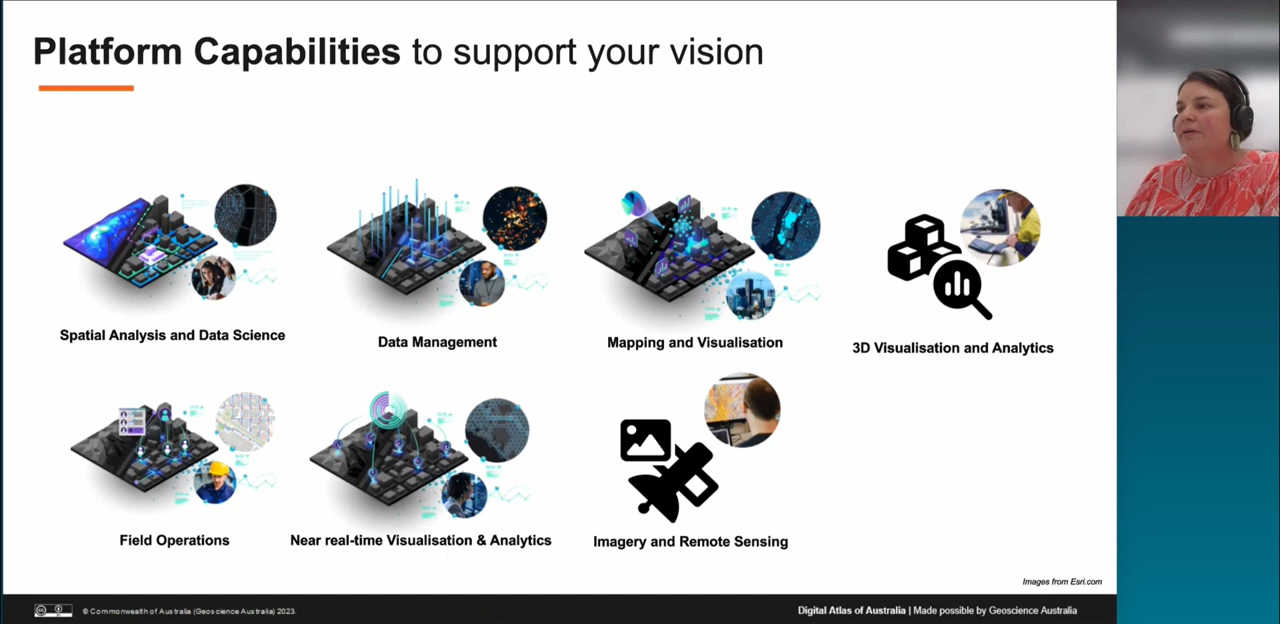 Platform Capabilities to support your vision
Spatial Analysis and Data Science
Data Management
Mapping and Visualisation
3D Visualisation and Analytics
Field Operations
Near real-time Visualisation & Analytics
Imagery and Remote Sensing
Images from Esri.com
© Commonwealth of Australia (Geoscience Australia) 2023.
Digital Atlas of Australia | Made possible by Geoscience Australia